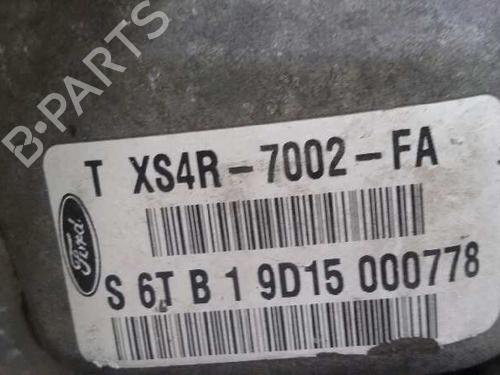 B-PARTS
T XS4R-7002-FA
Ford
S 6T B 1 9D15 000778